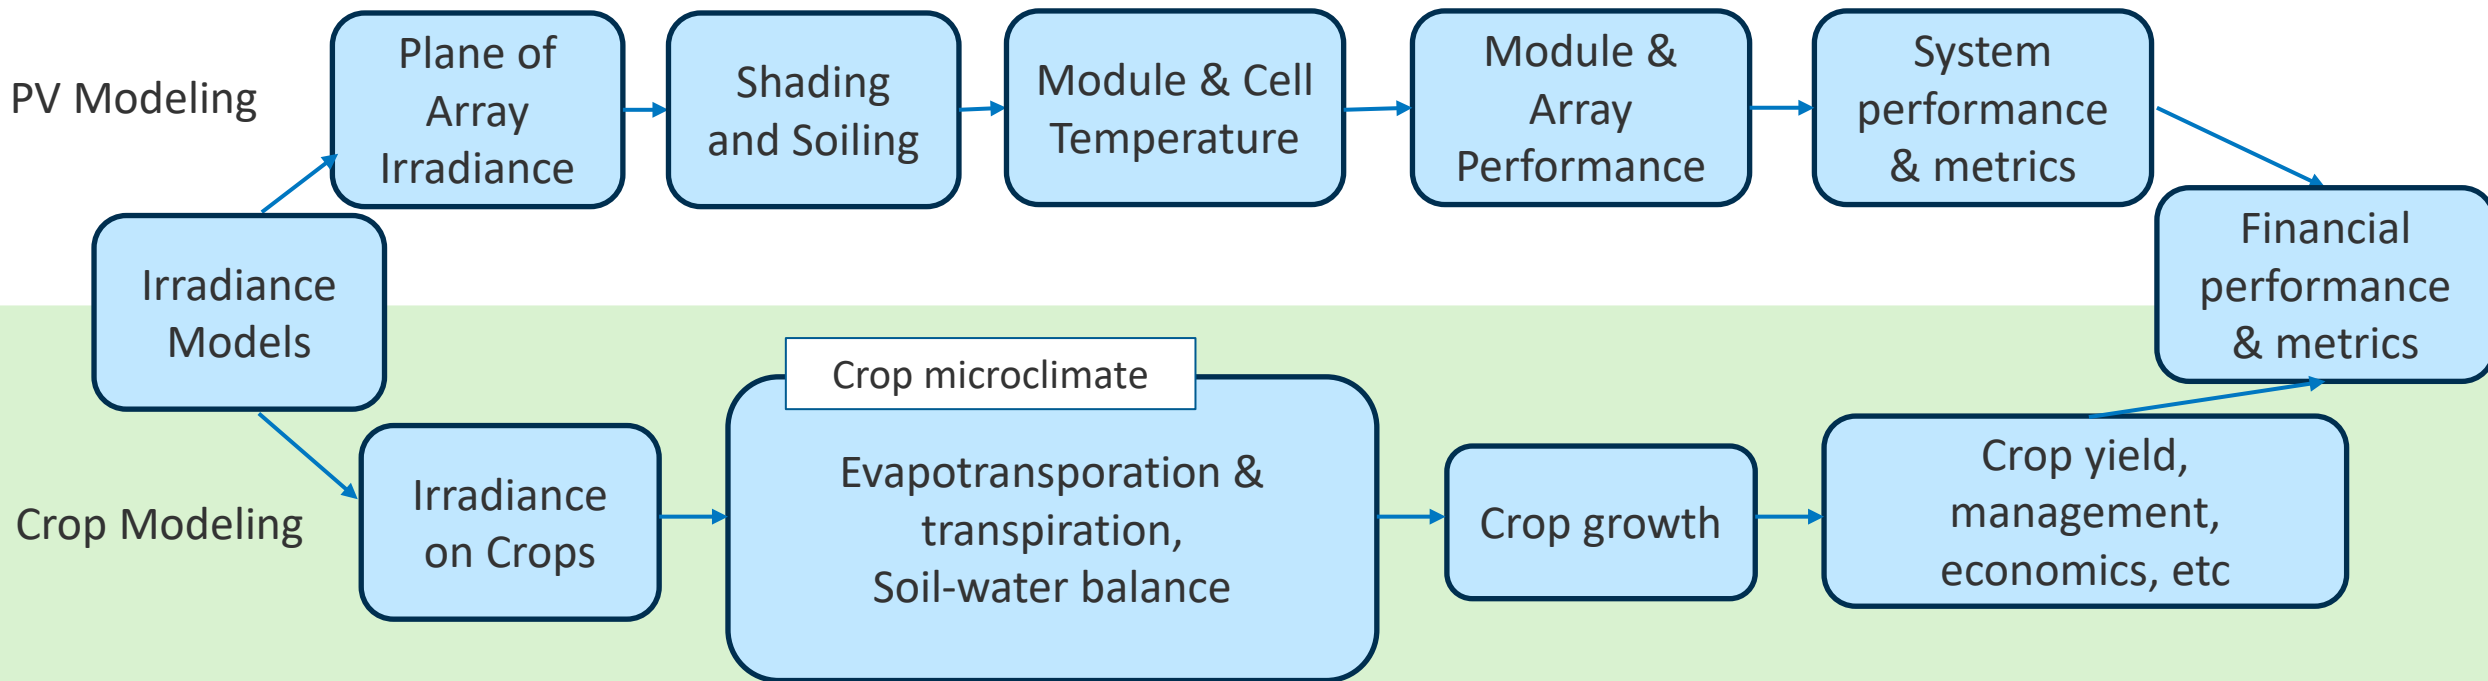 PV Modeling
Plane of
Array
Irradiance
Shading
and Soiling
Module & Cell
Temperature
Module &
Array
Performance
System
performance
& metrics
Irradiance
Models
Financial
performance
& metrics
Crop Modeling
Irradiance
on Crops
Crop microclimate
Evapotransporation &
transpiration,
Soil-water balance
Crop growth
Crop yield,
management,
economics, etc